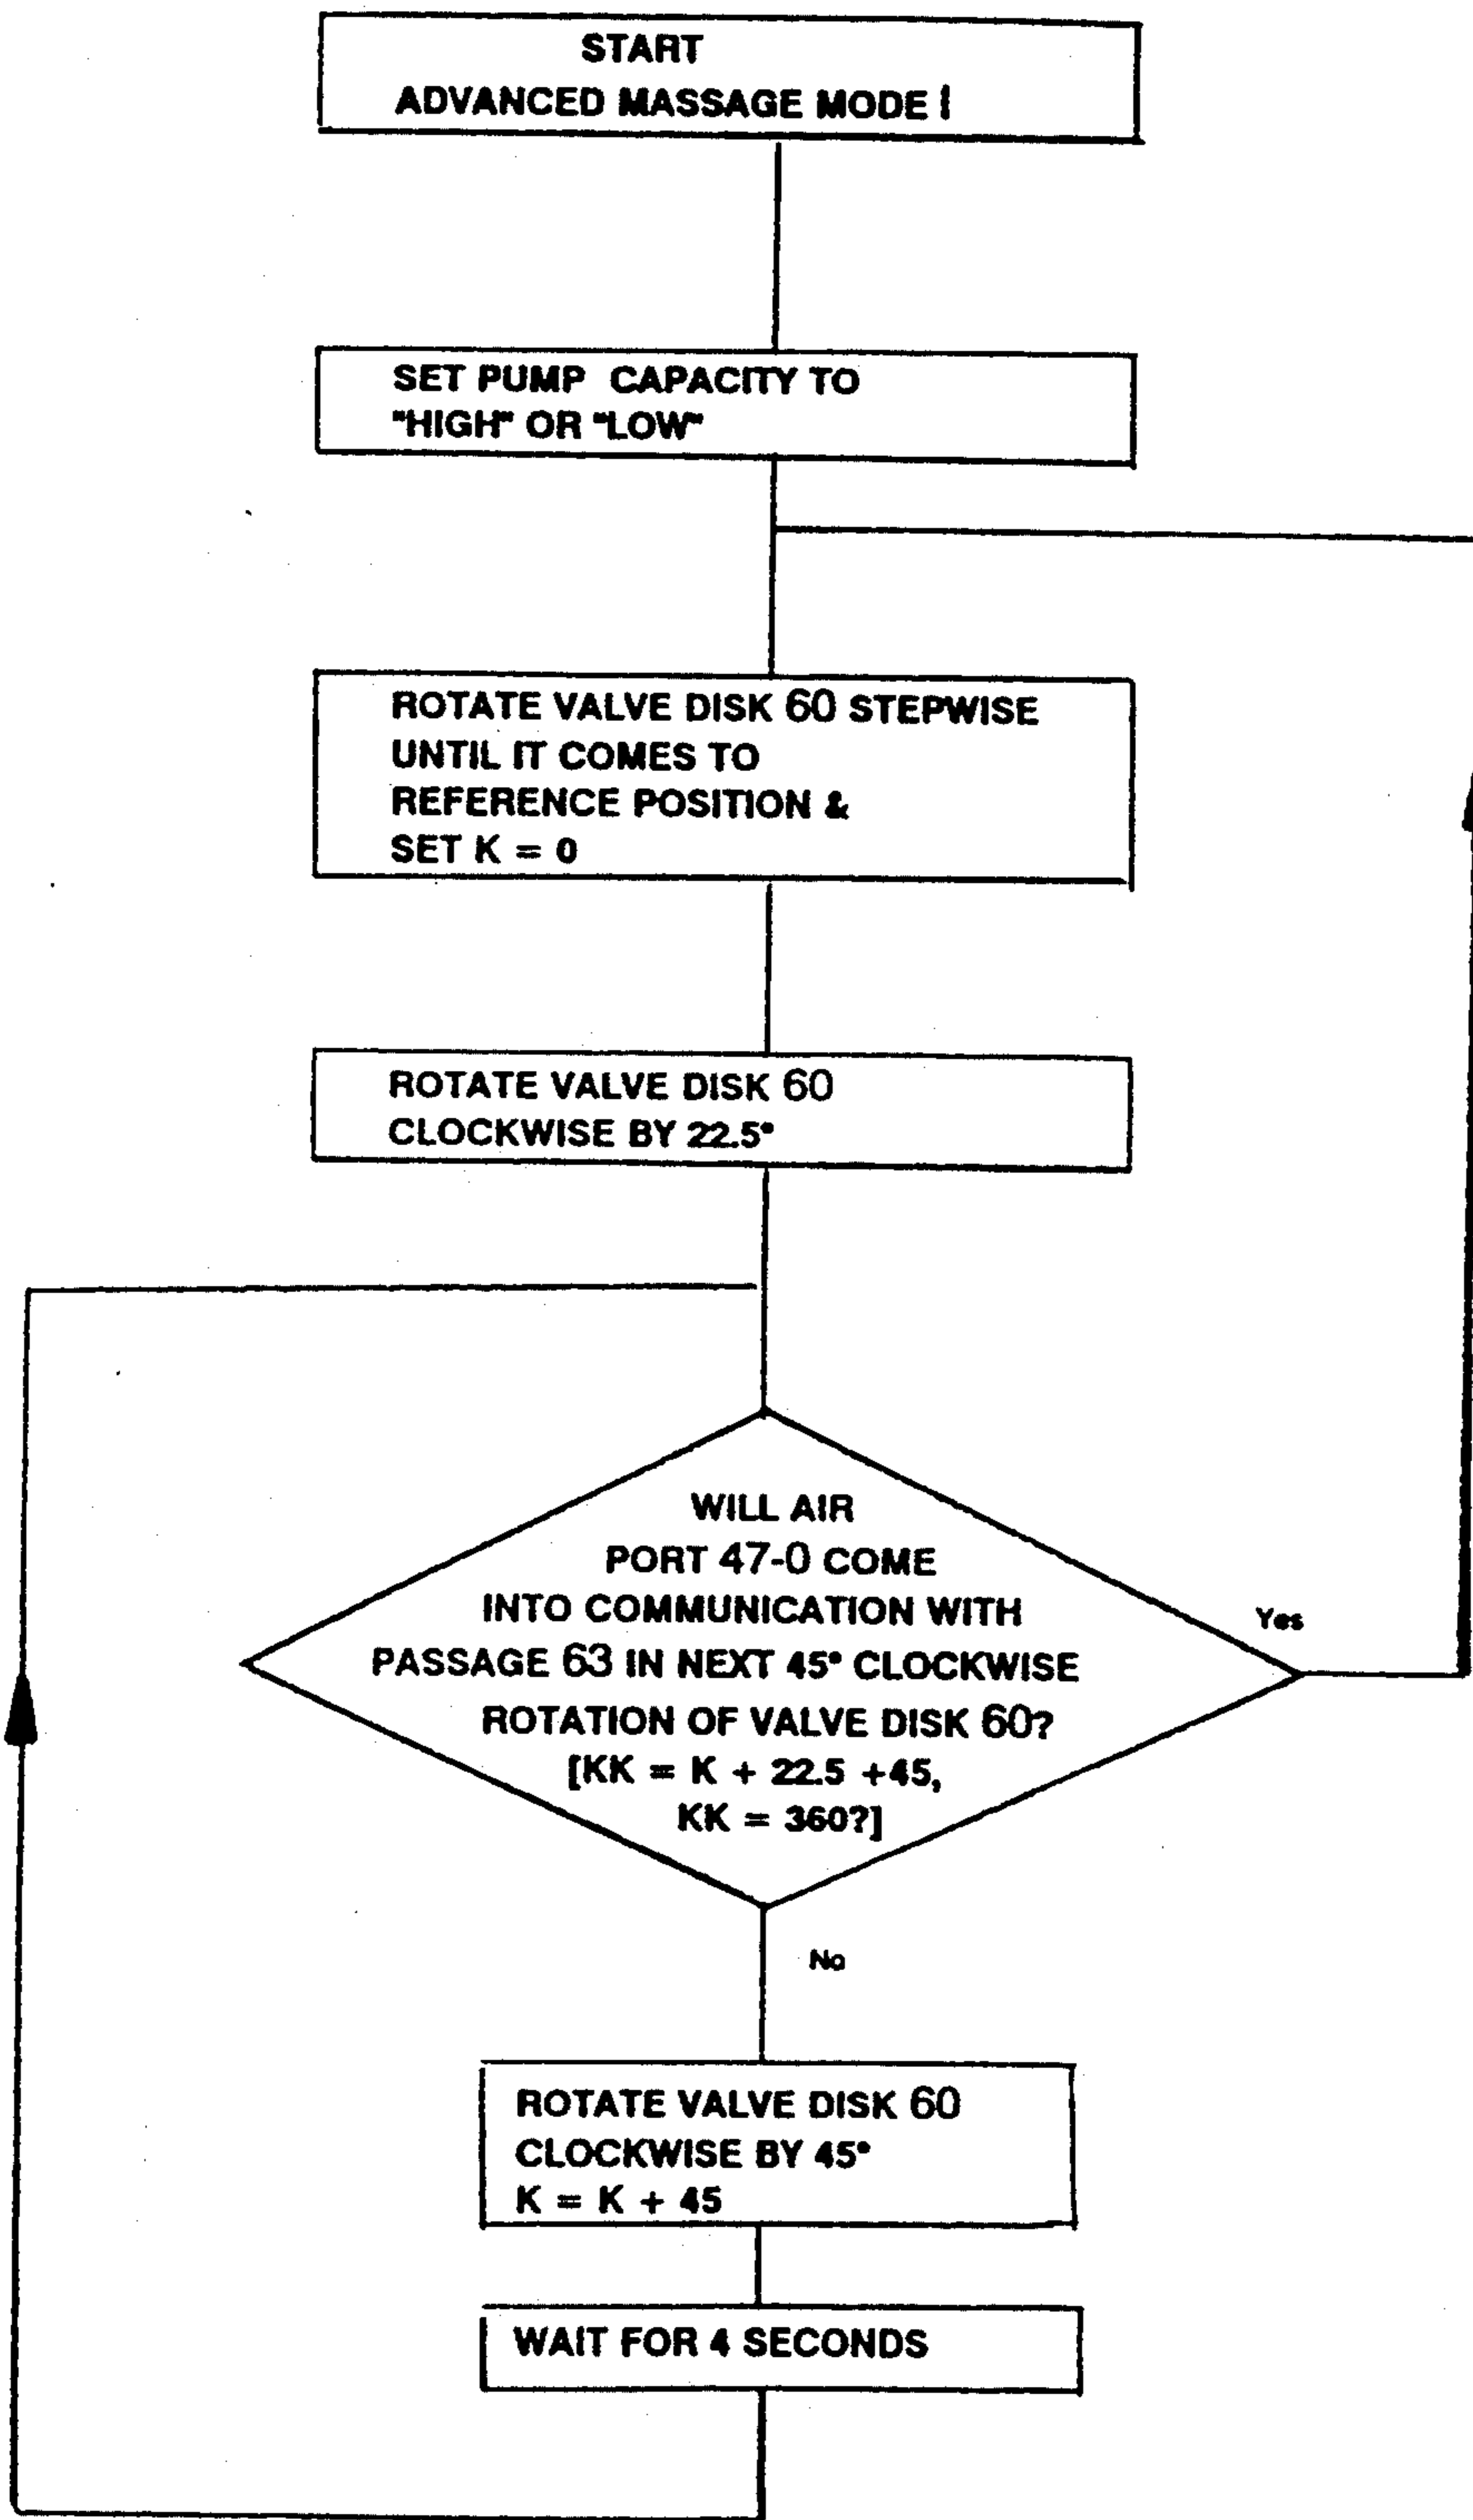 START
ADVANCED MASSAGE MODE I
SET PUMP CAPACITY TO
"HIGH" OR "LOW"
ROTATE VALVE DISK 60 STEPWISE
UNTIL IT COMES TO
REFERENCE POSITION &
SET K = 0
ROTATE VALVE DISK 60
CLOCKWISE BY 22.5°
WILL AIR
PORT 47-0 COME
INTO COMMUNICATION WITH
PASSAGE 63 IN NEXT 45° CLOCKWISE
ROTATION OF VALVE DISK 60?
[KK = K + 22.5 +45,
KK = 360?]
Yes
No
ROTATE VALVE DISK 60
CLOCKWISE BY 45°
K = K + 45
WAIT FOR 4 SECONDS